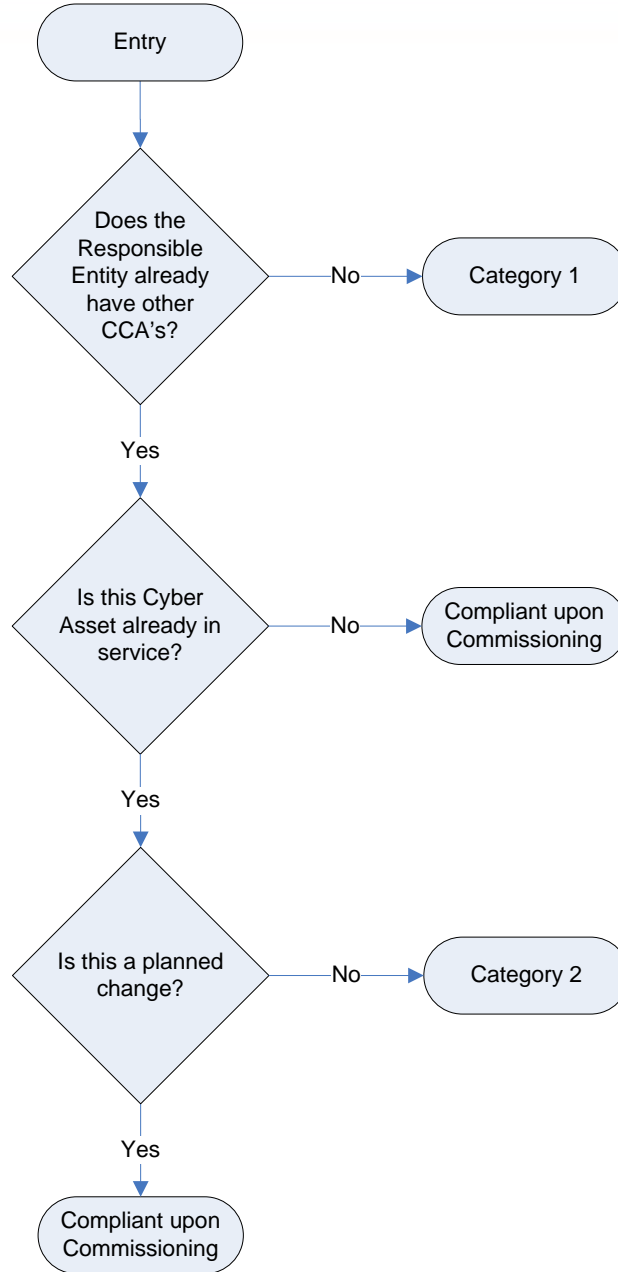 Entry
Does the
Responsible
Entity already
have other
CCA's?
No
Category 1
Yes
Is this Cyber
Asset already in
service?
No
Compliant upon
Commissioning
Yes
Is this a planned
change?
No
Category 2
Yes
Compliant upon
Commissioning